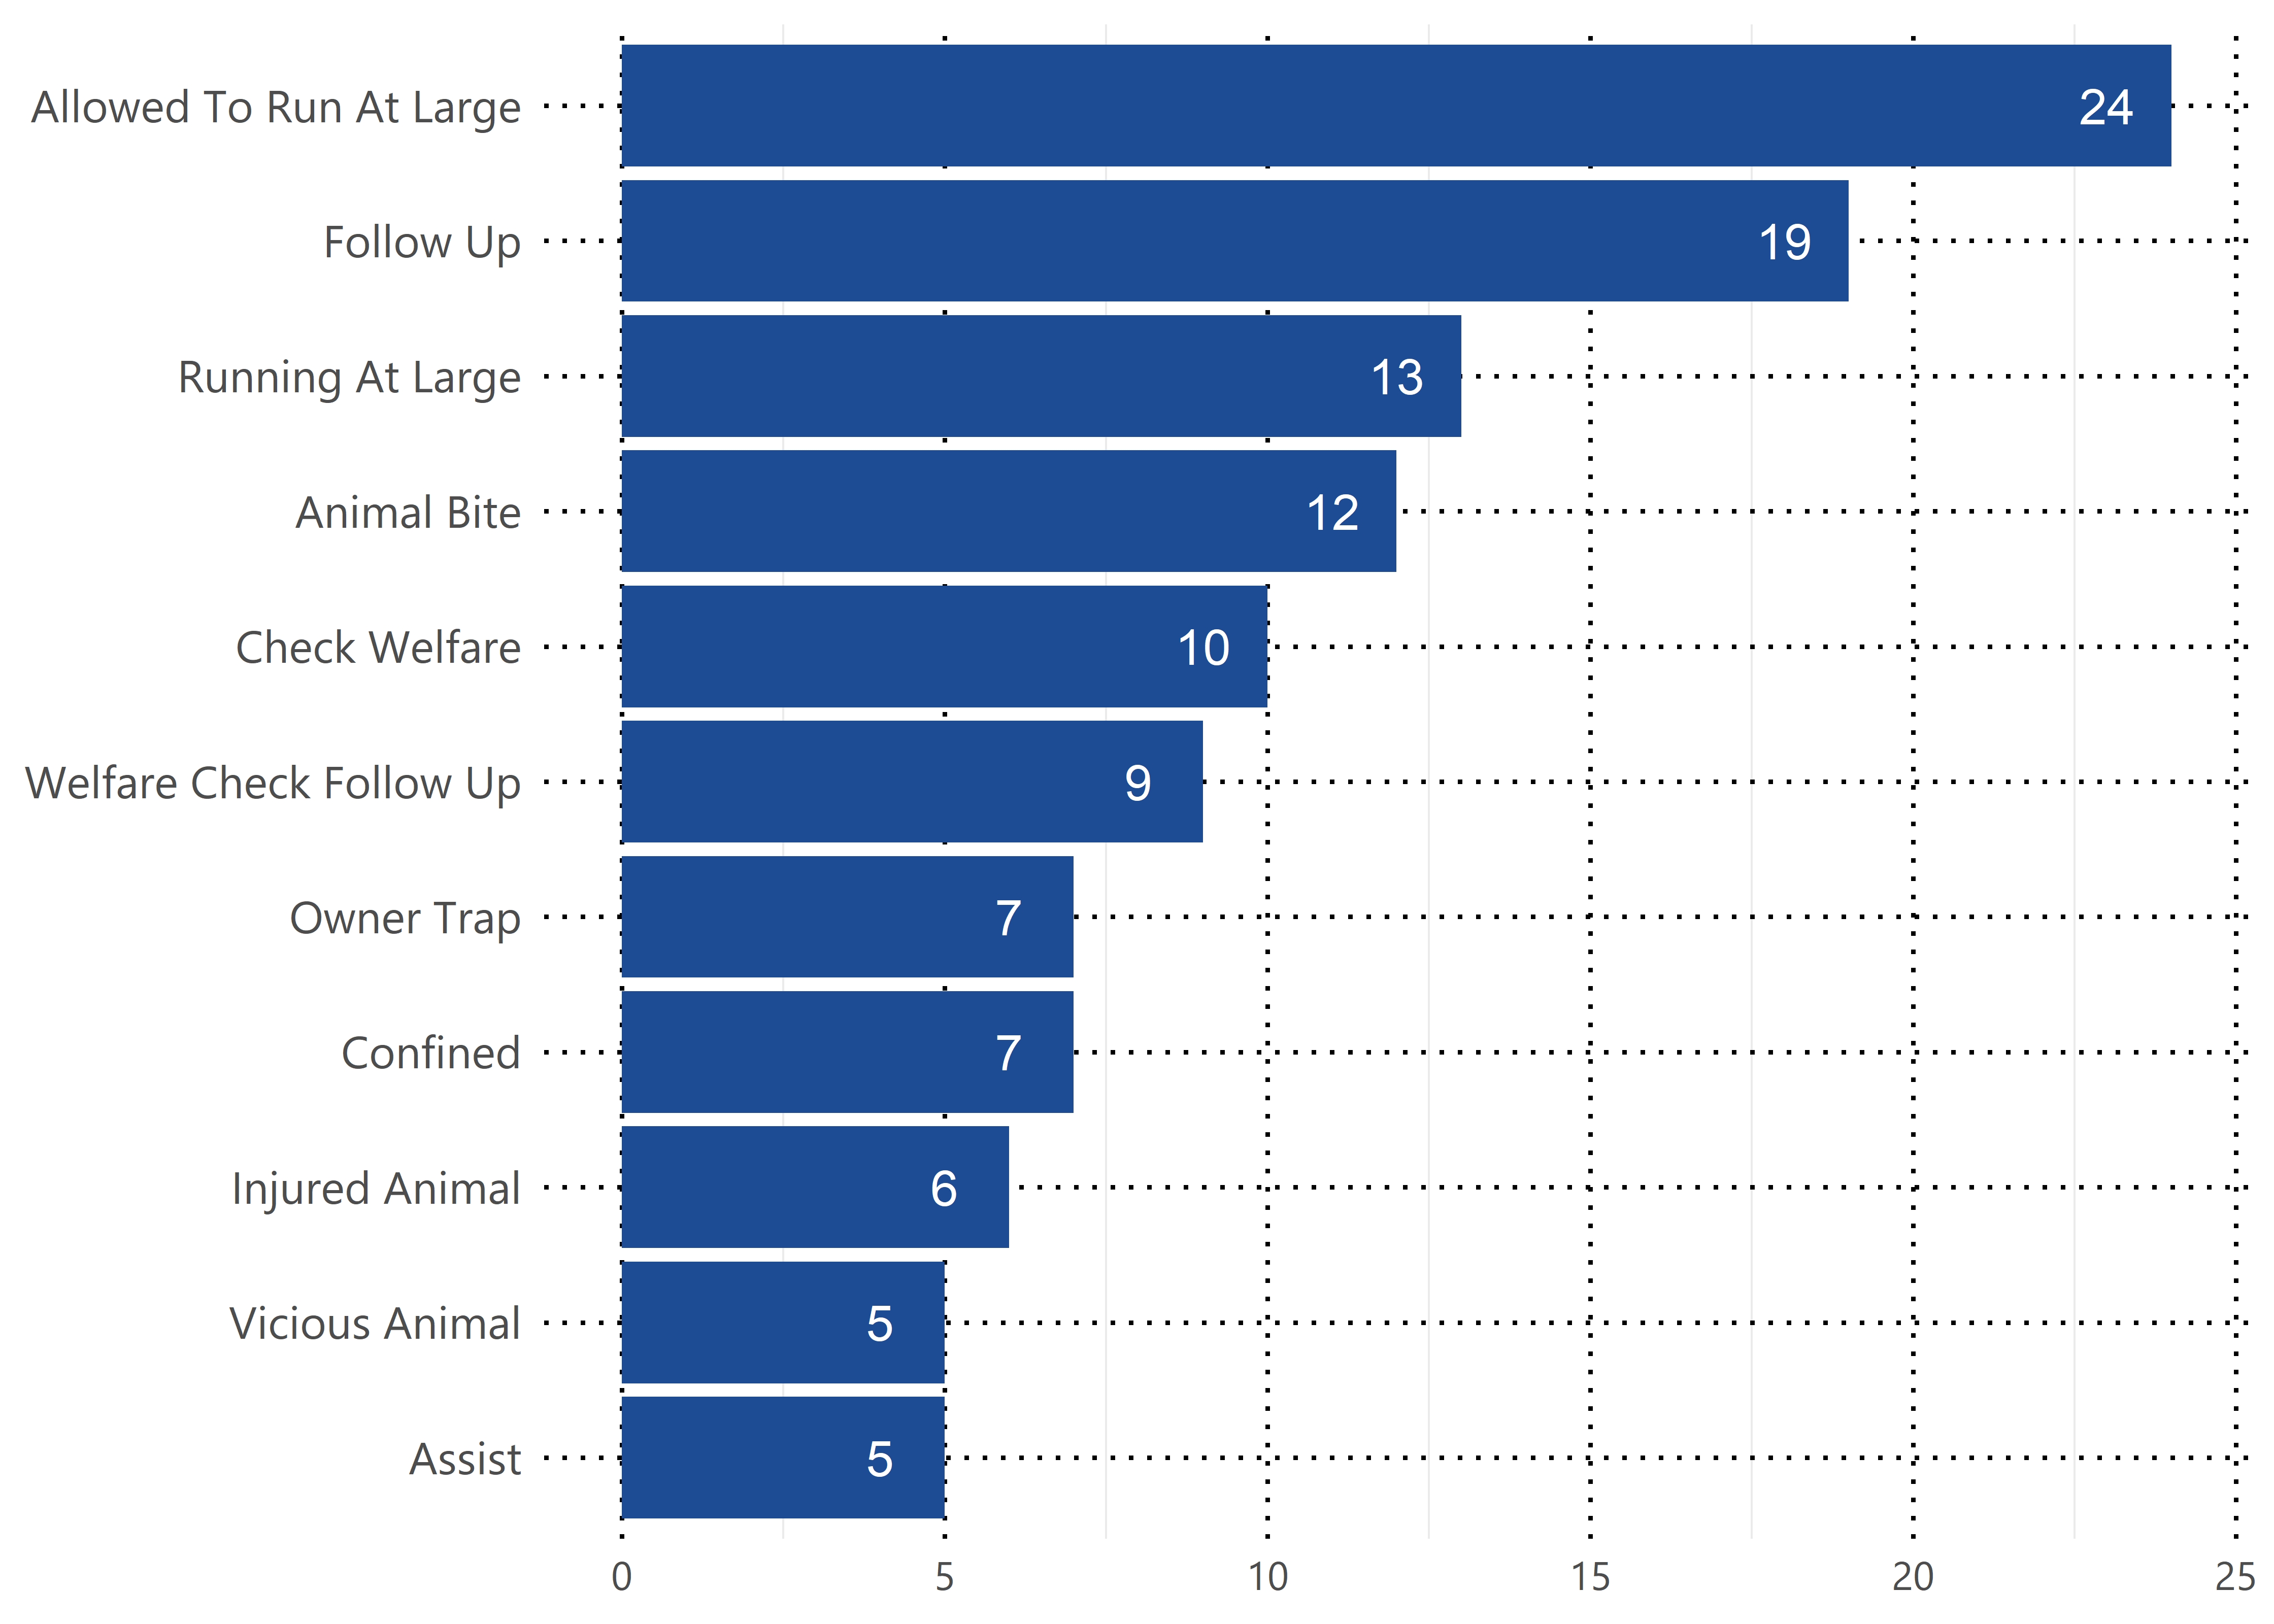 Allowed To Run At Large 24
Follow Up 19
Running At Large 13
Animal Bite 12
Check Welfare 10
Welfare Check Follow Up 9
Owner Trap 7
Confined 7
Injured Animal 6
Vicious Animal 5
Assist 5
0 5 10 15 20 25